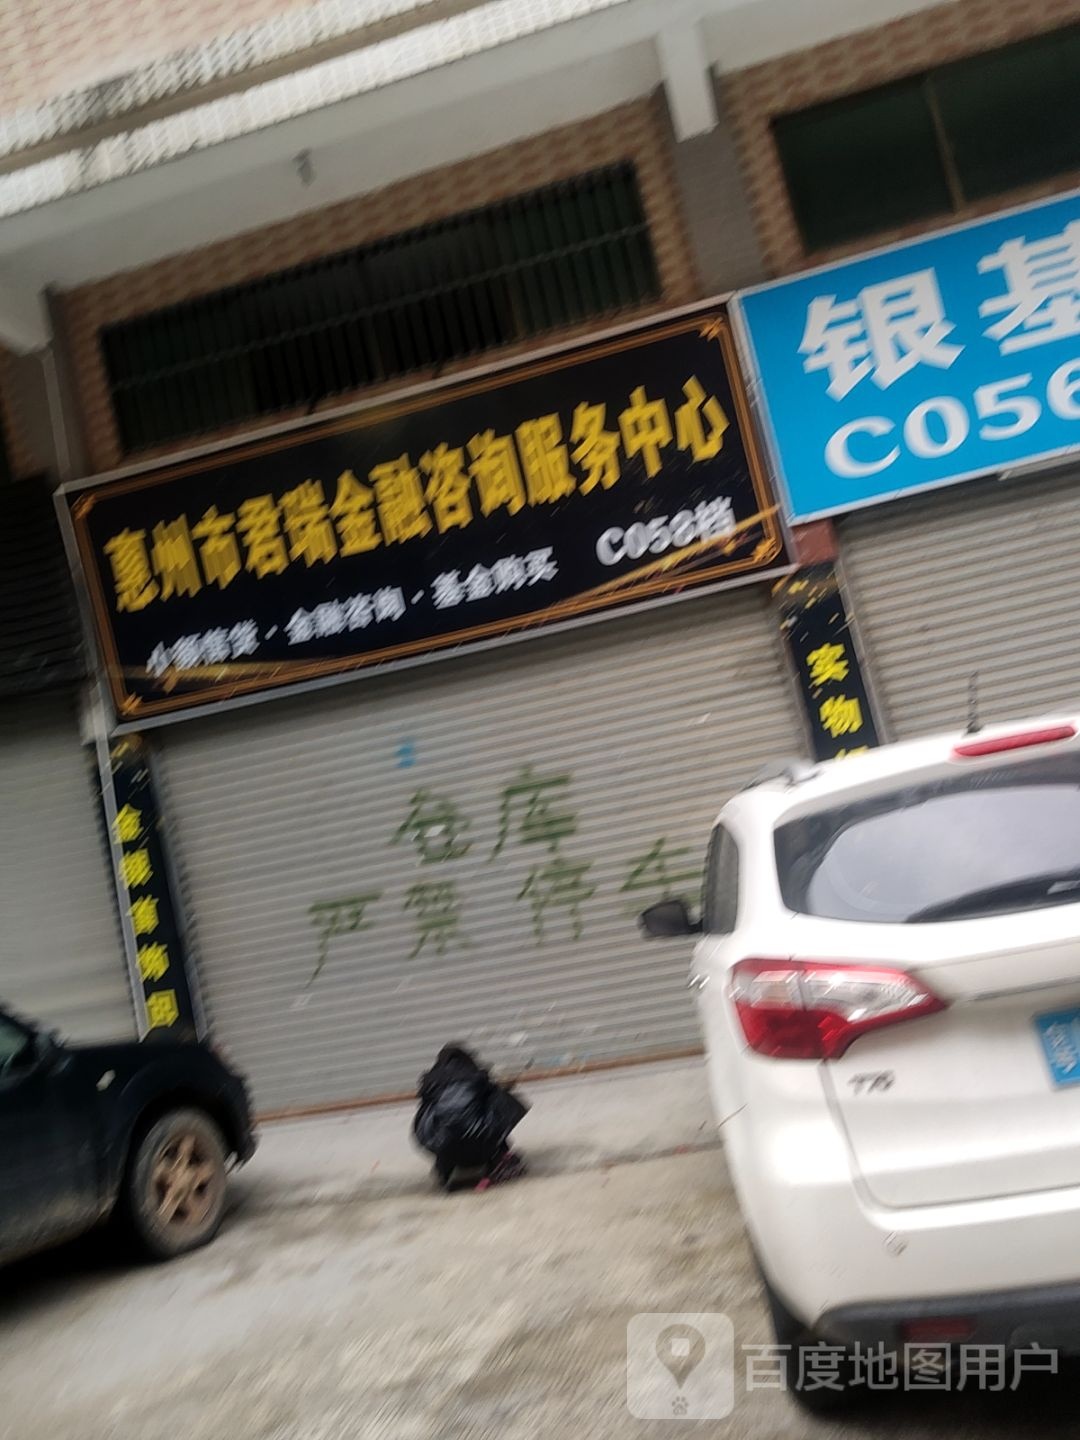 惠州市君瑞金融咨询服务中心
小额信贷·金融咨询·基金购买 C058档
银基
C056
实物
仓库
严禁停车
T70
百度地图用户